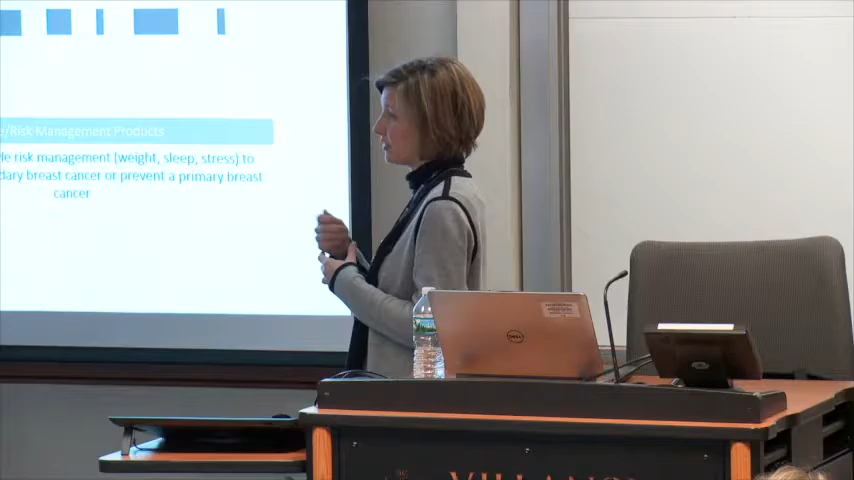 e/Risk Management Products
le risk management (weight, sleep, stress) to
dary breast cancer or prevent a primary breast
cancer
DELL
VILLANO